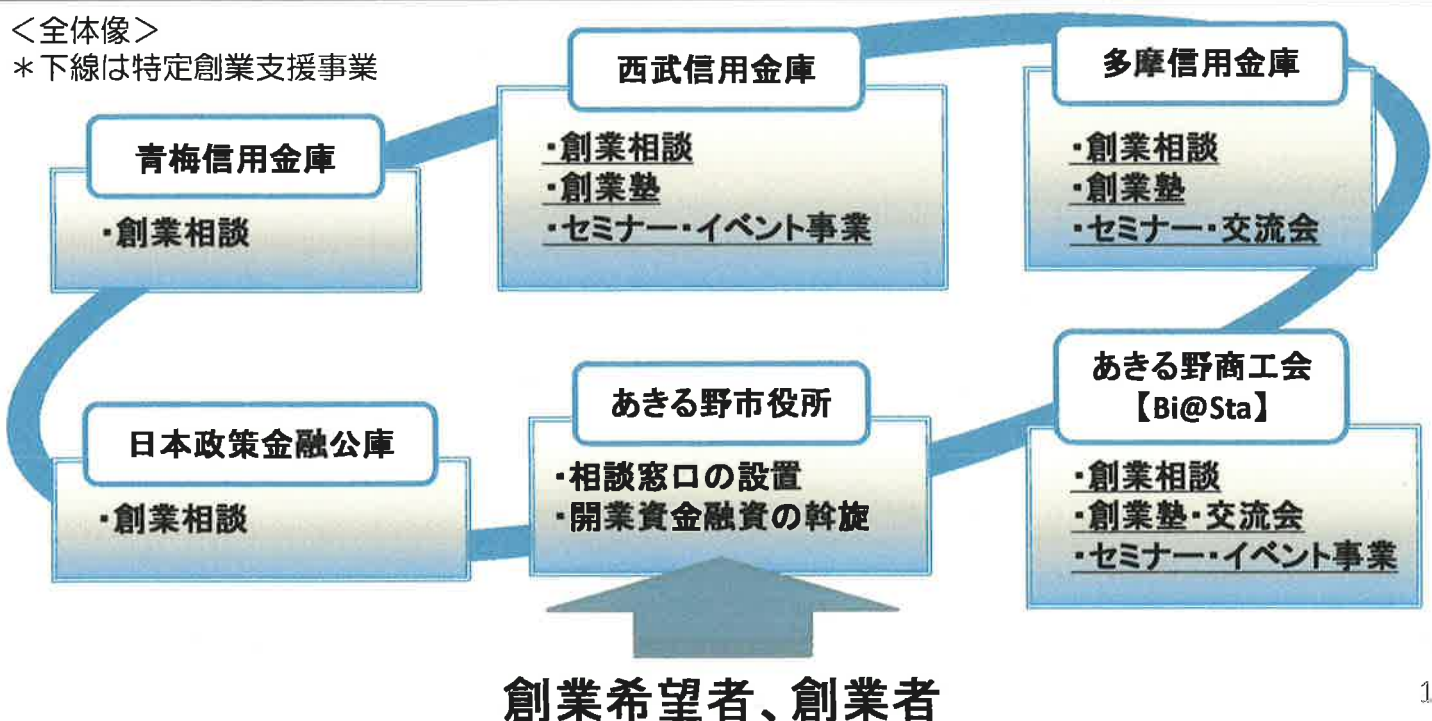 ＜全体像＞
＊下線は特定創業支援事業
青梅信用金庫
・創業相談
西武信用金庫
・創業相談
・創業塾
・セミナー・イベント事業
多摩信用金庫
・創業相談
・創業塾
・セミナー・交流会
日本政策金融公庫
・創業相談
あきる野市役所
・相談窓口の設置
・開業資金融資の斡旋
あきる野商工会
【Bi@Sta】
・創業相談
・創業塾・交流会
・セミナー・イベント事業
創業希望者、創業者
1